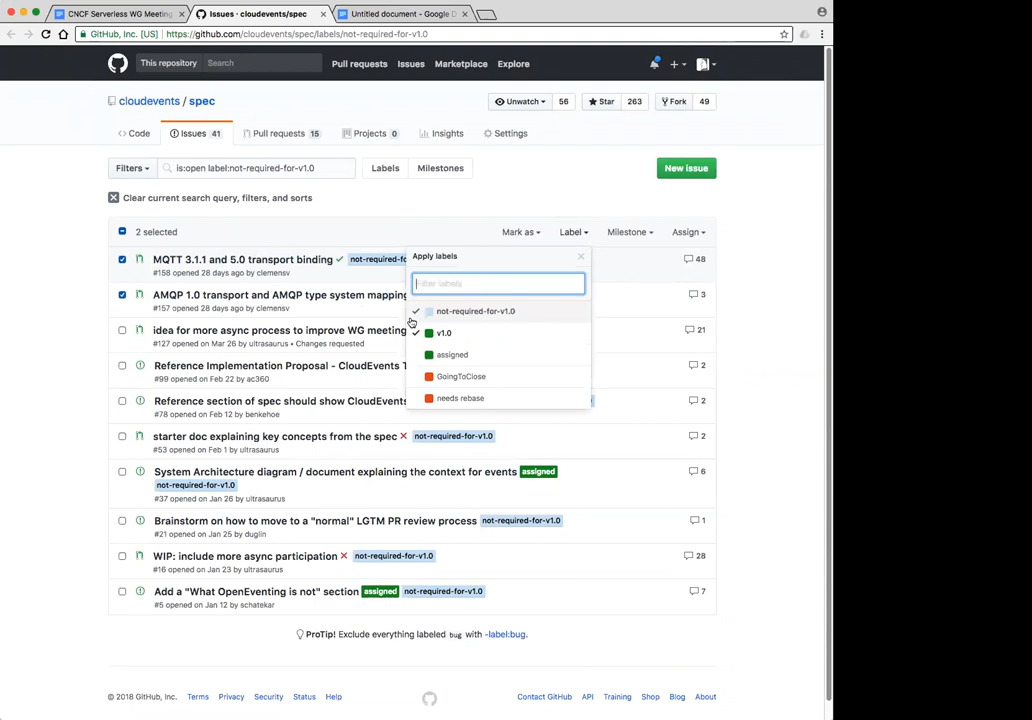 CNCF Serverless WG Meeting
Issues · cloudevents/spec
Untitled document - Google D
GitHub, Inc. [US]
https://github.com/cloudevents/spec/labels/not-required-for-v1.0
This repository
Search
Pull requests
Issues
Marketplace
Explore
cloudevents / spec
Unwatch 56
Star 263
Fork 49
<> Code
Issues 41
Pull requests 15
Projects 0
Insights
Settings
Filters
is:open label:not-required-for-v1.0
Labels
Milestones
New issue
Clear current search query, filters, and sorts
2 selected
Mark as
Label
Milestone
Assign
MQTT 3.1.1 and 5.0 transport binding
not-required-fo
48
#158 opened 28 days ago by clemensv
AMQP 1.0 transport and AMQP type system mapping
3
#157 opened 28 days ago by clemensv
idea for more async process to improve WG meeting
21
#127 opened on Mar 26 by ultrasaurus • Changes requested
Reference Implementation Proposal - CloudEvents T
2
#99 opened on Feb 22 by ac360
Reference section of spec should show CloudEvents
2
#78 opened on Feb 12 by benkehoe
starter doc explaining key concepts from the spec
not-required-for-v1.0
2
#53 opened on Feb 1 by ultrasaurus
System Architecture diagram / document explaining the context for events
assigned
6
not-required-for-v1.0
#37 opened on Jan 26 by ultrasaurus
Brainstorm on how to move to a "normal" LGTM PR review process
not-required-for-v1.0
1
#21 opened on Jan 25 by duglin
WIP: include more async participation
not-required-for-v1.0
28
#16 opened on Jan 23 by ultrasaurus
Add a "What OpenEventing is not" section
assigned
not-required-for-v1.0
7
#5 opened on Jan 12 by schatekar
Apply labels
Filter labels
not-required-for-v1.0
v1.0
assigned
GoingToClose
needs rebase
ProTip! Exclude everything labeled bug with -label:bug.
© 2018 GitHub, Inc.
Terms
Privacy
Security
Status
Help
Contact GitHub
API
Training
Shop
Blog
About